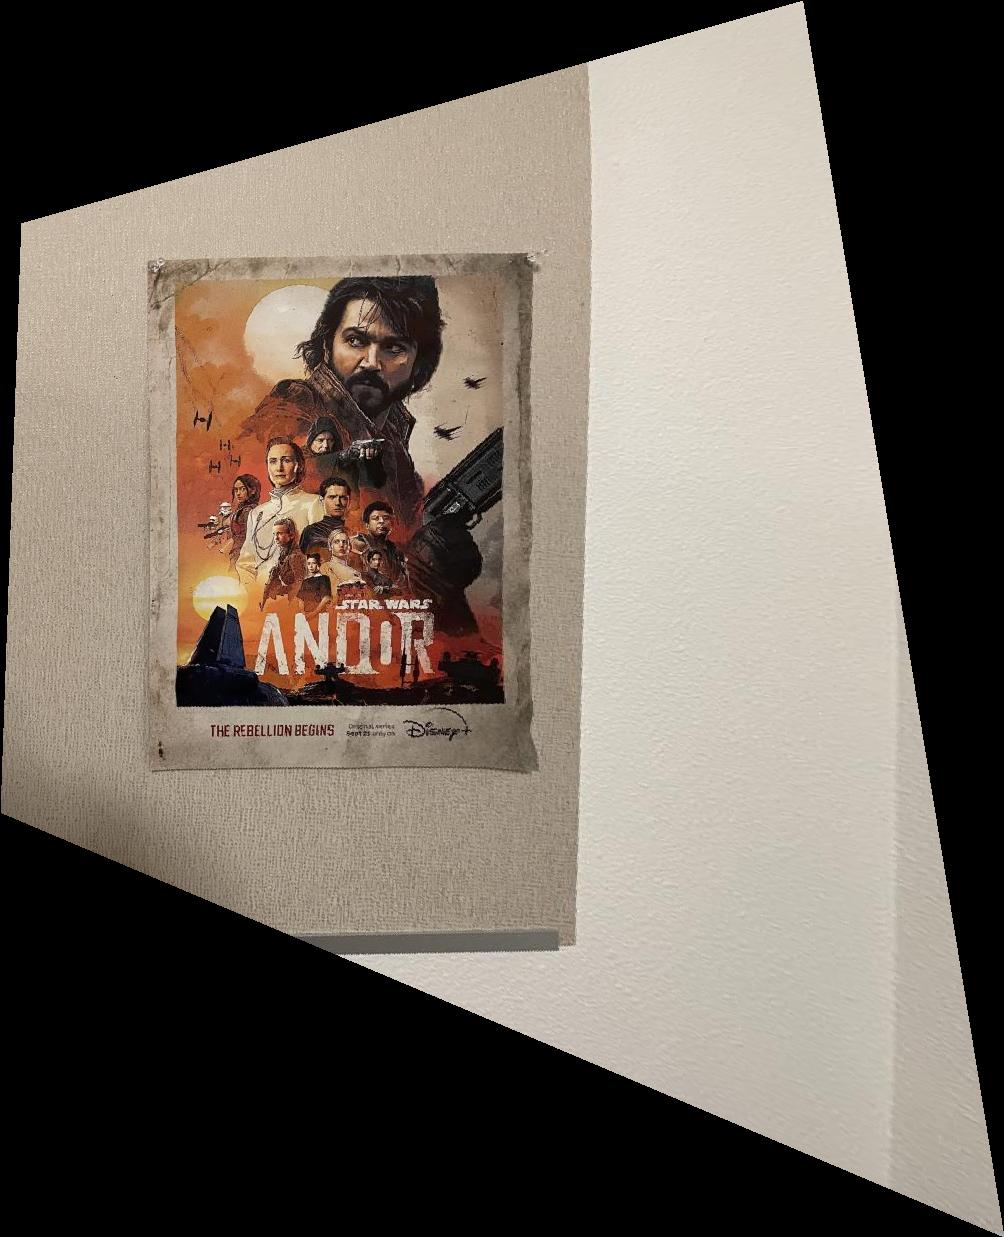 STAR WARS
ANDOR
THE REBELLION BEGINS
Original series
Sept 21 only on
Disney+